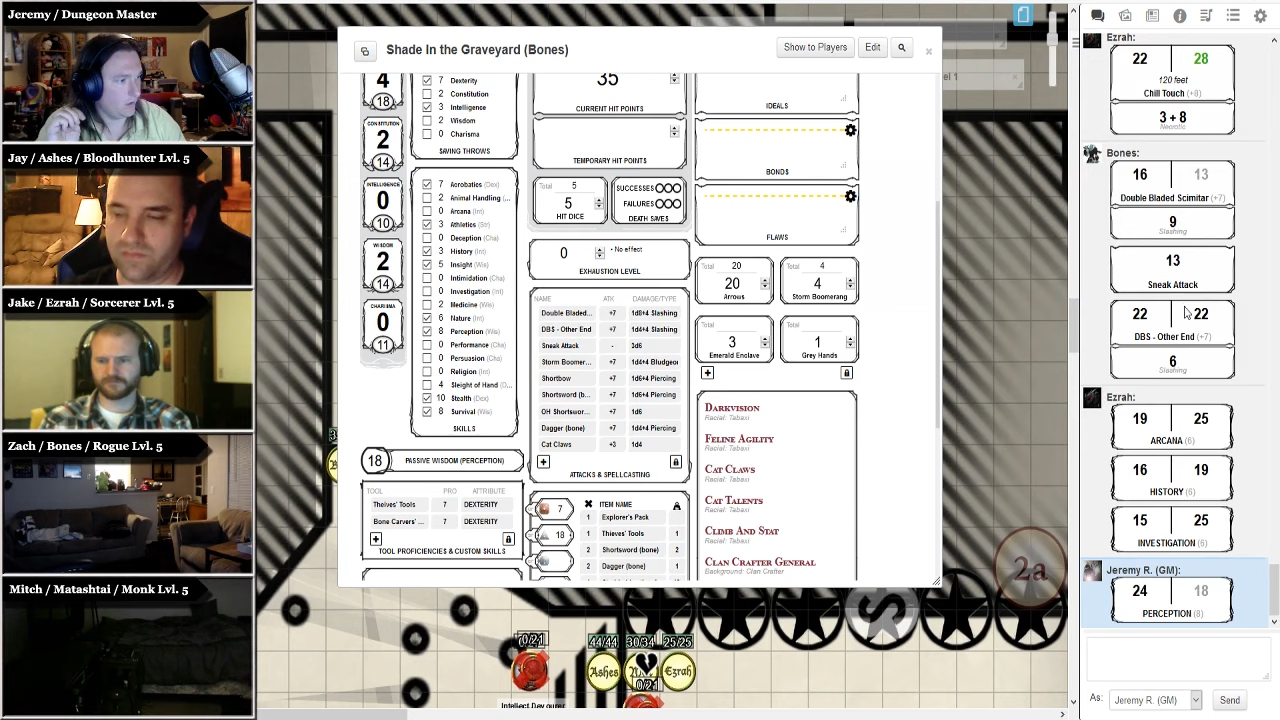 Jeremy / Dungeon Master
Jay / Ashes / Bloodhunter Lvl. 5
Jake / Ezrah / Sorcerer Lvl. 5
Zach / Bones / Rogue Lvl. 5
Mitch / Matashtai / Monk Lvl. 5
Shade In the Graveyard (Bones)
Show to Players
Edit
4
18
CONSTITUTION
2
14
INTELLIGENCE
0
10
WISDOM
2
14
CHARISMA
0
11
7 Dexterity
2 Constitution
3 Intelligence
2 Wisdom
0 Charisma
SAVING THROWS
7 Acrobatics (Dex)
2 Animal Handling (...
0 Arcana (Int)
3 Athletics (Str)
0 Deception (Cha)
3 History (Int)
5 Insight (Wis)
0 Intimidation (Cha)
0 Investigation (Int)
2 Medicine (Wis)
6 Nature (Int)
8 Perception (Wis)
0 Performance (Cha)
0 Persuasion (Cha)
0 Religion (Int)
4 Sleight of Hand (D...
10 Stealth (Dex)
8 Survival (Wis)
SKILLS
18 PASSIVE WISDOM (PERCEPTION)
TOOL PRO ATTRIBUTE
Theives' Tools 7 DEXTERITY
Bone Carvers' ... 7 DEXTERITY
TOOL PROFICIENCIES & CUSTOM SKILLS
35
CURRENT HIT POINTS
TEMPORARY HIT POINTS
Total 5
5
HIT DICE
SUCCESSES
FAILURES
DEATH SAVES
0
• No effect
EXHAUSTION LEVEL
NAME ATK DAMAGE/TYPE
Double Bladed... +7 1d8+4 Slashing
DBS - Other End +7 1d4+4 Slashing
Sneak Attack - 3d6
Storm Boomer... +7 1d4+4 Bludgeo
Shortbow +7 1d6+4 Piercing
Shortsword (b... +7 1d6+4 Piercing
OH Shortswor... +7 1d6
Dagger (bone) +7 1d4+4 Piercing
Cat Claws +3 1d4
ATTACKS & SPELLCASTING
7
18
ITEM NAME
1 Explorer's Pack
1 Thieves' Tools 1
2 Shortsword (bone) 2
2 Dagger (bone) 1
IDEALS
BONDS
FLAWS
Total 20
20
Arrows
Total 4
4
Storm Boomerang
Total
3
Emerald Enclave
Total
1
Grey Hands
DARKVISION
Racial: Tabaxi
FELINE AGILITY
Racial: Tabaxi
CAT CLAWS
Racial: Tabaxi
CAT TALENTS
Racial: Tabaxi
CLIMB AND STAT
Racial: Tabaxi
CLAN CRAFTER GENERAL
Background: Clan Crafter
2a
S
0/21
44/44
30/34
25/25
Ashes
Ezrah
0/21
Intellect Devourer
Ezrah:
22 28
120 feet
Chill Touch (+8)
3 + 8
Necrotic
Bones:
16 13
Double Bladed Scimitar (+7)
9
Slashing
13
Sneak Attack
22 22
DBS - Other End (+7)
6
Slashing
Ezrah:
19 25
ARCANA (6)
16 19
HISTORY (6)
15 25
INVESTIGATION (6)
Jeremy R. (GM):
24 18
PERCEPTION (8)
As: Jeremy R. (GM)
Send